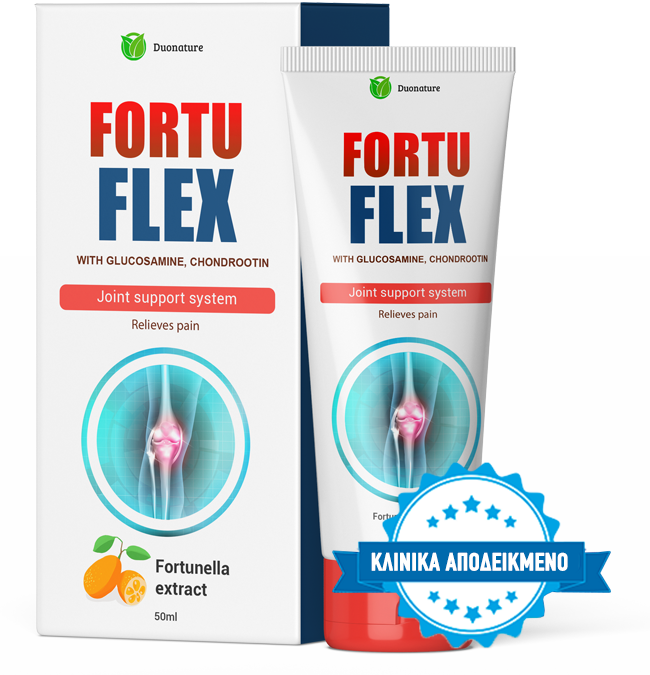 Duonature
FORTU
FLEX
WITH GLUCOSAMINE, CHONDROOTIN
Joint support system
Relieves pain
Fortunella
extract
50ml
Duonature
FORTU
FLEX
WITH GLUCOSAMINE, CHONDROOTIN
Joint support system
Relieves pain
ΚΛΙΝΙΚΑ ΑΠΟΔΕΙΚΜΕΝΟ